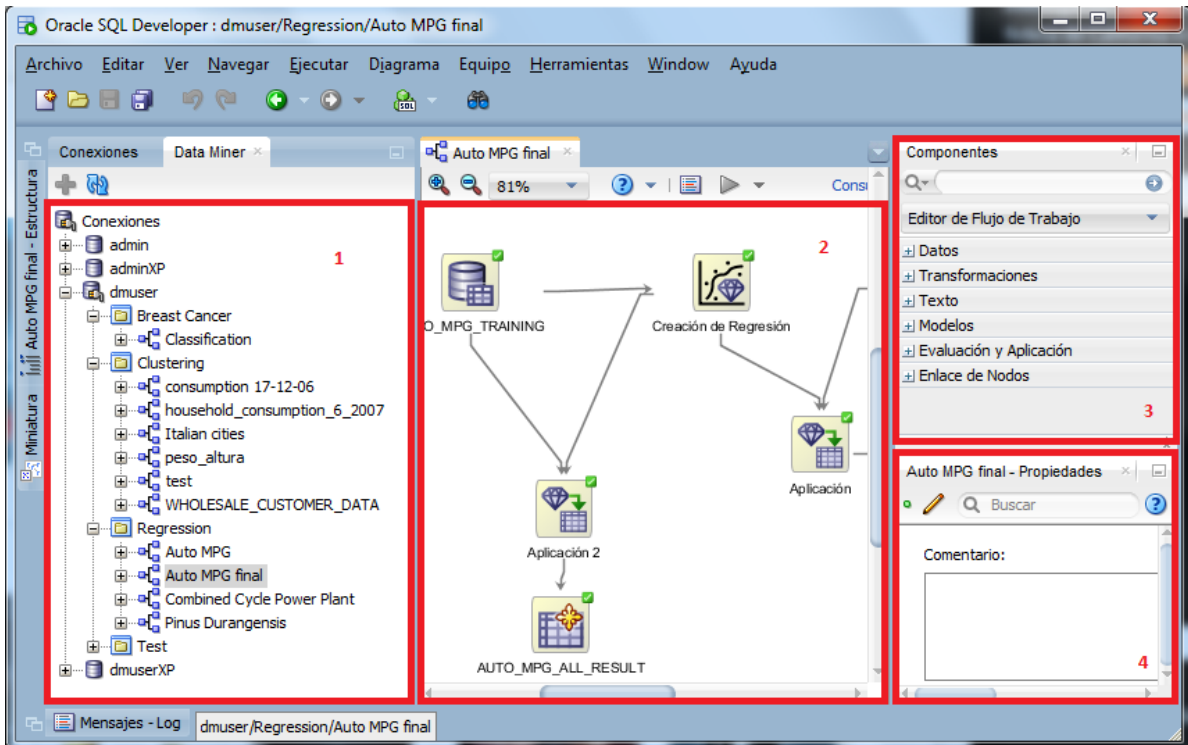 Oracle SQL Developer : dmuser/Regression/Auto MPG final
Archivo Editar Ver Navegar Ejecutar Diagrama Equipo Herramientas Window Ayuda
SQL
Auto MPG final - Estructura
Miniatura
Conexiones Data Miner
Conexiones
admin
adminXP
dmuser
Breast Cancer
Classification
Clustering
consumption 17-12-06
household_consumption_6_2007
Italian cities
peso_altura
test
WHOLESALE_CUSTOMER_DATA
Regression
Auto MPG
Auto MPG final
Combined Cycle Power Plant
Pinus Durangensis
Test
dmuserXP
1
Auto MPG final
81% Consu
2
O_MPG_TRAINING
Creación de Regresión
Aplicación
Aplicación 2
AUTO_MPG_ALL_RESULT
Componentes
Editor de Flujo de Trabajo
Datos
Transformaciones
Texto
Modelos
Evaluación y Aplicación
Enlace de Nodos
3
Auto MPG final - Propiedades
Buscar
Comentario:
4
Mensajes - Log
dmuser/Regression/Auto MPG final